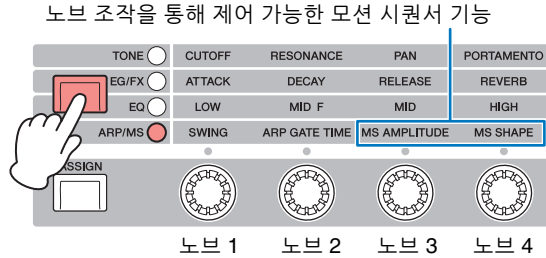 노브 조작을 통해 제어 가능한 모션 시퀀서 기능
TONE CUTOFF RESONANCE PAN PORTAMENTO
EG/FX ATTACK DECAY RELEASE REVERB
EQ LOW MID F MID HIGH
ARP/MS SWING ARP GATE TIME MS AMPLITUDE MS SHAPE
ASSIGN
노브 1 노브 2 노브 3 노브 4